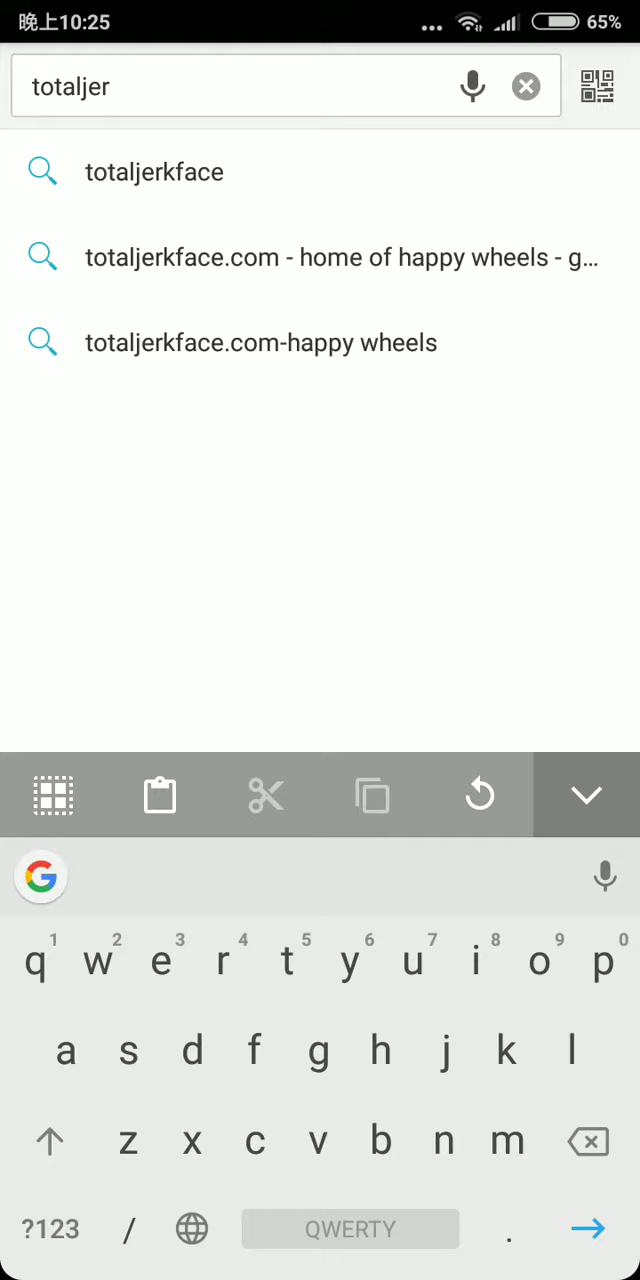 晚上10:25
65%
totaljer
totaljerkface
totaljerkface.com - home of happy wheels - g...
totaljerkface.com-happy wheels
G
1 2 3 4 5 6 7 8 9 0
q w e r t y u i o p
a s d f g h j k l
z x c v b n m
?123 / QWERTY .